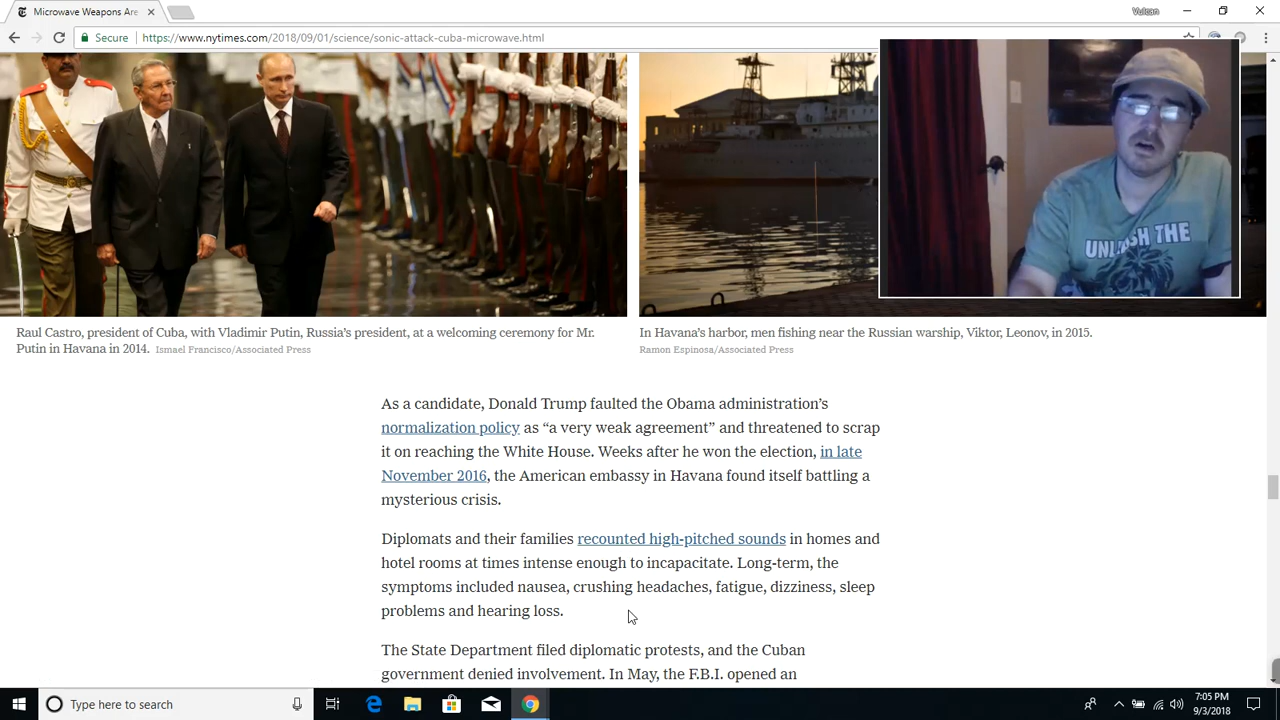 Microwave Weapons Are
Vulcan
Secure
https://www.nytimes.com/2018/09/01/science/sonic-attack-cuba-microwave.html
UNLEASH THE
Raul Castro, president of Cuba, with Vladimir Putin, Russia's president, at a welcoming ceremony for Mr.
Putin in Havana in 2014. Ismael Francisco/Associated Press
In Havana's harbor, men fishing near the Russian warship, Viktor, Leonov, in 2015.
Ramon Espinosa/Associated Press
As a candidate, Donald Trump faulted the Obama administration's
normalization policy as “a very weak agreement” and threatened to scrap
it on reaching the White House. Weeks after he won the election, in late
November 2016, the American embassy in Havana found itself battling a
mysterious crisis.
Diplomats and their families recounted high-pitched sounds in homes and
hotel rooms at times intense enough to incapacitate. Long-term, the
symptoms included nausea, crushing headaches, fatigue, dizziness, sleep
problems and hearing loss.
The State Department filed diplomatic protests, and the Cuban
government denied involvement. In May, the F.B.I. opened an
Type here to search
7:05 PM
9/3/2018